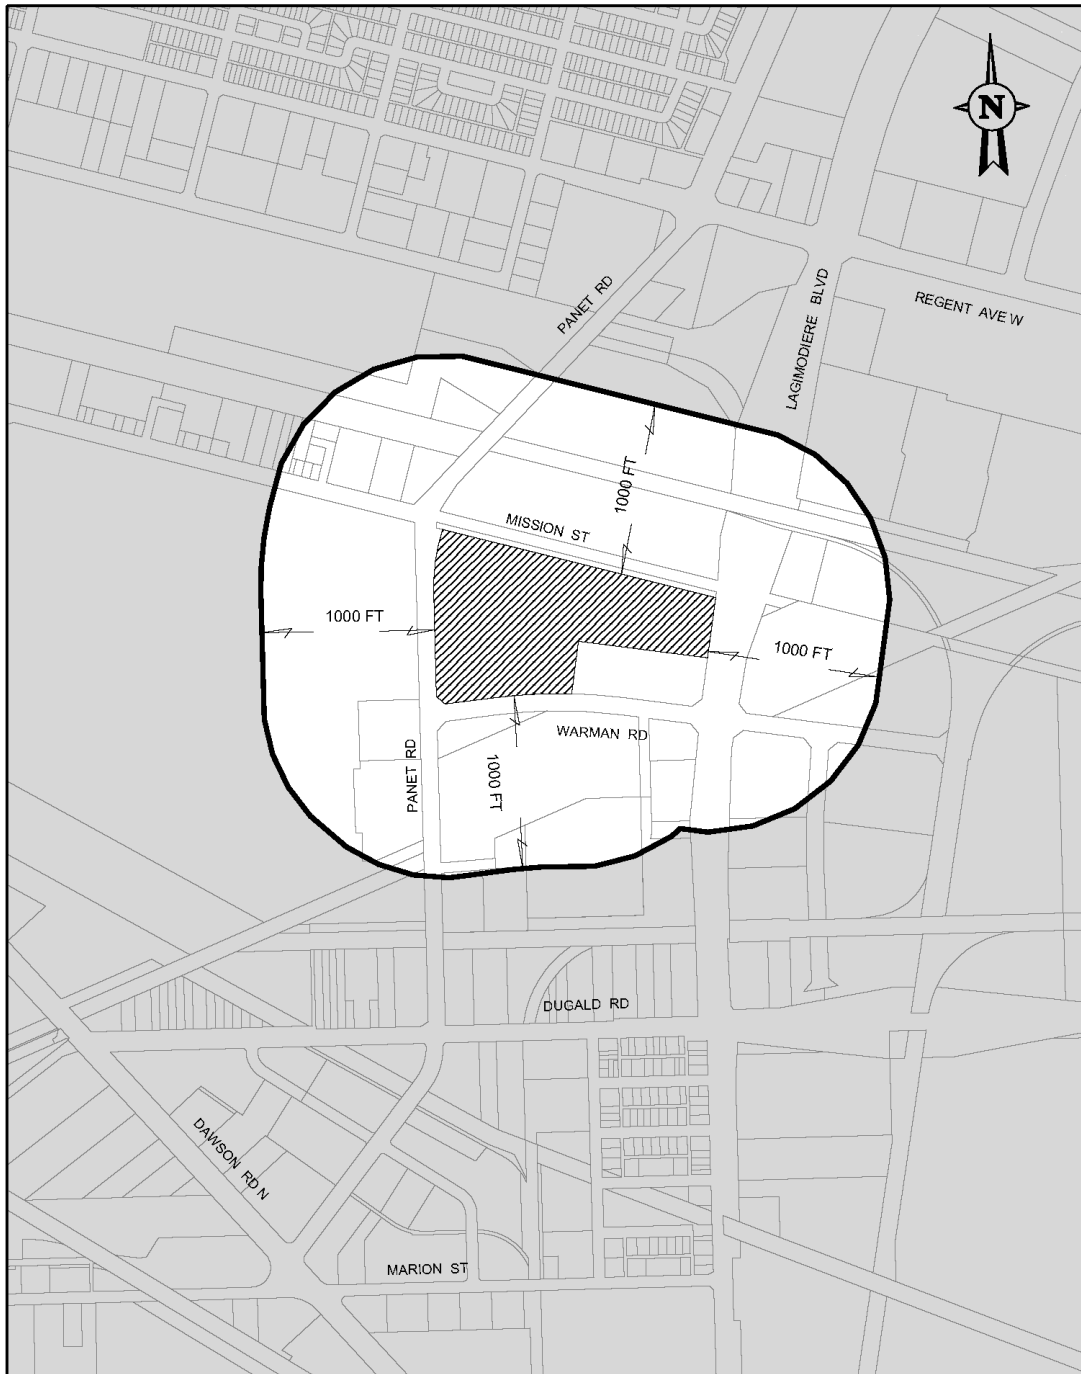 N
PANET RD
LAGIMODIERE BLVD
REGENT AVE W
1000 FT
MISSION ST
1000 FT
1000 FT
WARMAN RD
PANET RD
1000 FT
DUGALD RD
DAWSON RD N
MARION ST